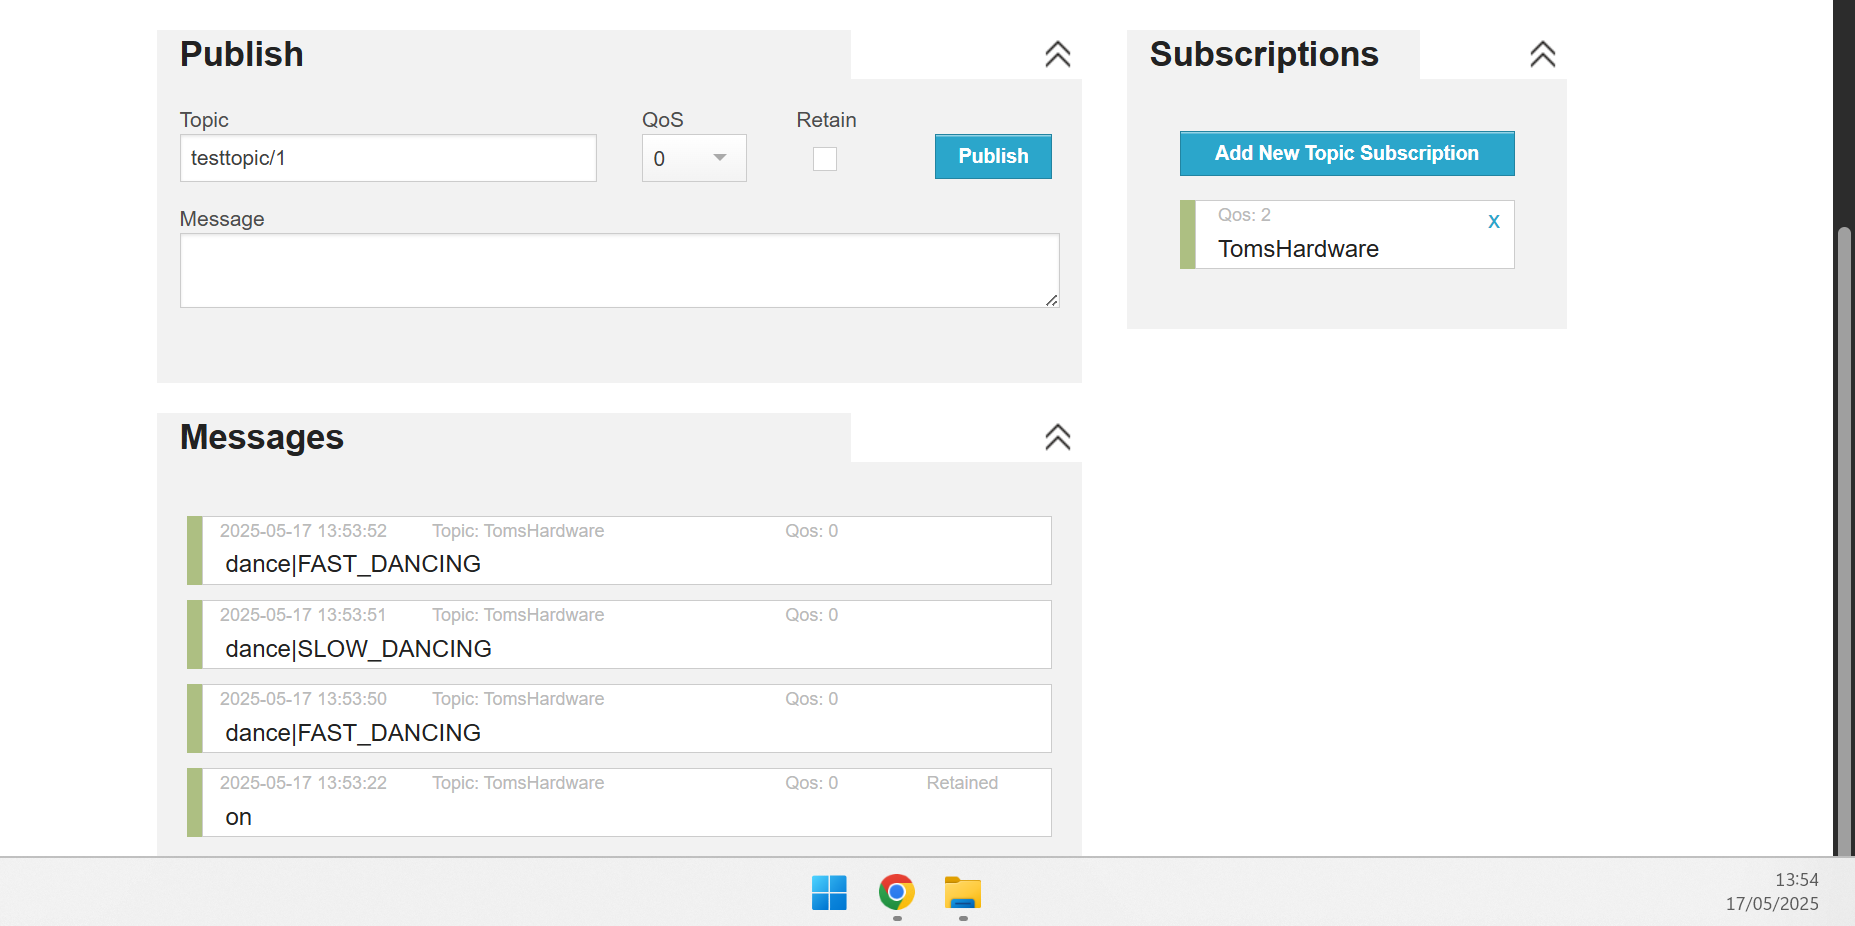 Publish
Topic QoS Retain
testtopic/1 0 Publish
Message
Subscriptions
Add New Topic Subscription
Qos: 2 x
TomsHardware
Messages
2025-05-17 13:53:52 Topic: TomsHardware Qos: 0
dance|FAST_DANCING
2025-05-17 13:53:51 Topic: TomsHardware Qos: 0
dance|SLOW_DANCING
2025-05-17 13:53:50 Topic: TomsHardware Qos: 0
dance|FAST_DANCING
2025-05-17 13:53:22 Topic: TomsHardware Qos: 0 Retained
on
13:54
17/05/2025